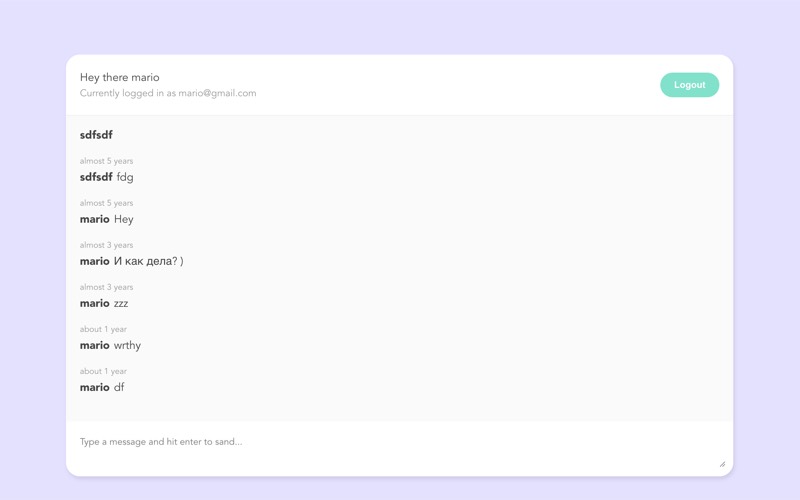 Hey there mario
Currently logged in as mario@gmail.com
Logout
sdfsdf
almost 5 years
sdfsdf fdg
almost 5 years
mario Hey
almost 3 years
mario И как дела? )
almost 3 years
mario zzz
about 1 year
mario wrthy
about 1 year
mario df
Type a message and hit enter to sand...